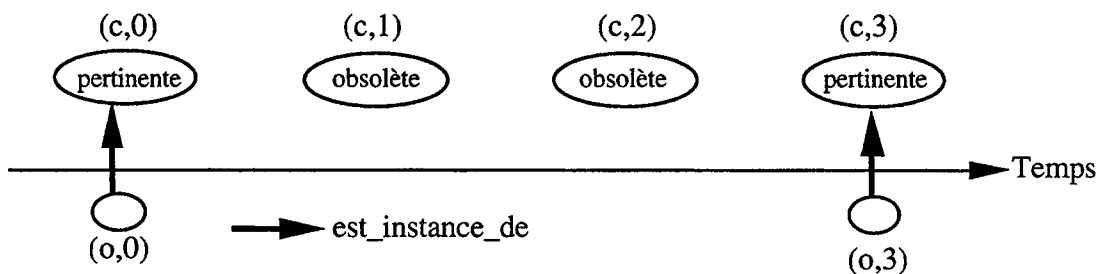 (c,0) (c,1) (c,2) (c,3)
pertinente obsolète obsolète pertinente
Temps
est_instance_de
(o,0) (o,3)